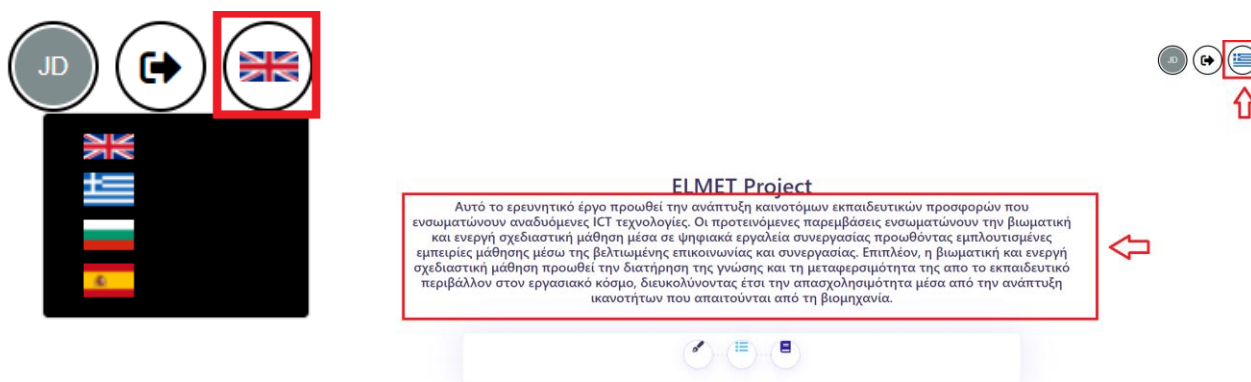 JD
JD
ELMET Project
Αυτό το ερευνητικό έργο προωθεί την ανάπτυξη καινοτόμων εκπαιδευτικών προσφορών που
ενσωματώνουν αναδυόμενες ICT τεχνολογίες. Οι προτεινόμενες παρεμβάσεις ενσωματώνουν την βιωματική
και ενεργή σχεδιαστική μάθηση μέσα σε ψηφιακά εργαλεία συνεργασίας προωθόντας εμπλουτισμένες
εμπειρίες μάθησης μέσω της βελτιωμένης επικοινωνίας και συνεργασίας. Επιπλέον, η βιωματική και ενεργή
σχεδιαστική μάθηση προωθεί την διατήρηση της γνώσης και τη μεταφερσιμότητα της απο το εκπαιδευτικό
περιβάλλον στον εργασιακό κόσμο, διευκολύνοντας έτσι την απασχολησιμότητα μέσα από την ανάπτυξη
ικανοτήτων που απαιτούνται από τη βιομηχανία.